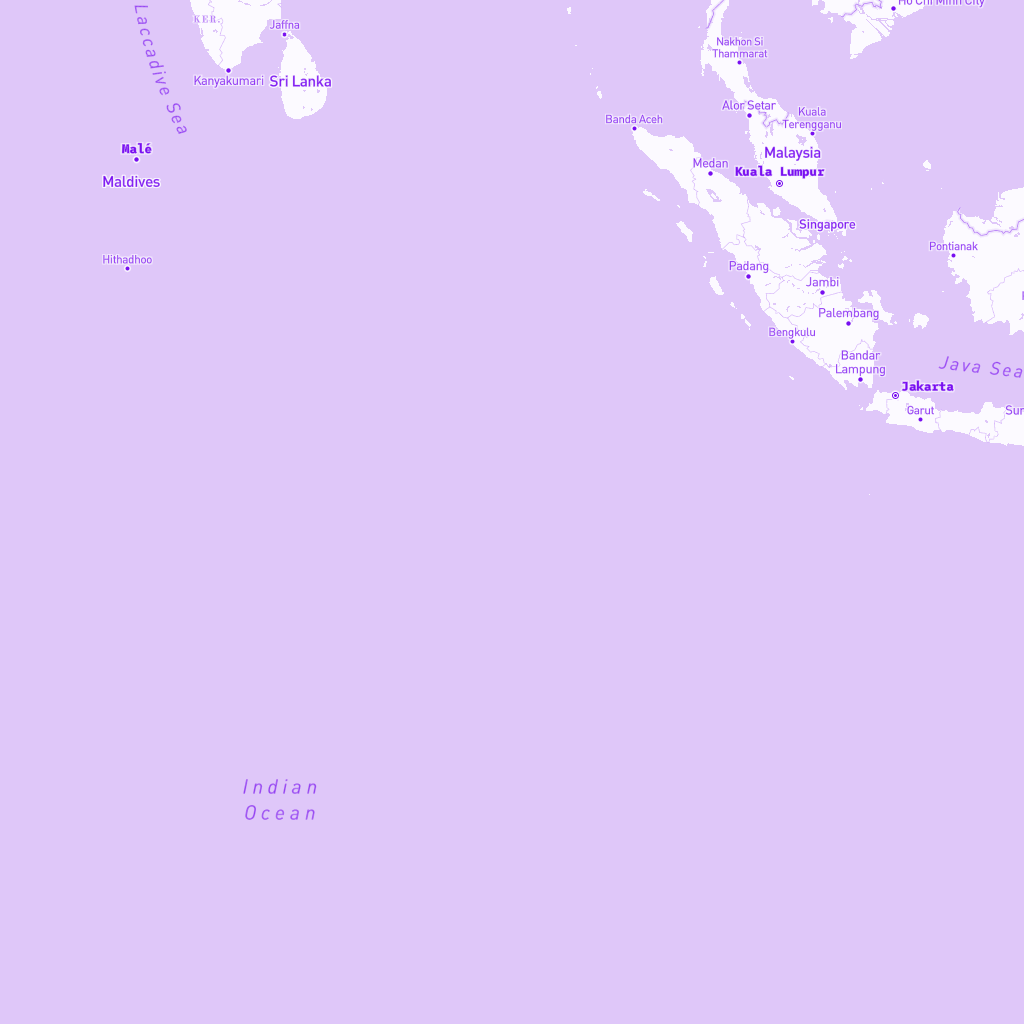 Ho Chi Minh City
Laccadive Sea
KER.
Jaffna
Nakhon Si
Thammarat
Kanyakumari
Sri Lanka
Alor Setar
Kuala
Terengganu
Banda Aceh
Malé
Malaysia
Medan
Kuala Lumpur
Maldives
Singapore
Pontianak
Hithadhoo
Padang
Jambi
Palembang
Bengkulu
Bandar
Lampung
Java Sea
Jakarta
Garut
Sur
Indian
Ocean